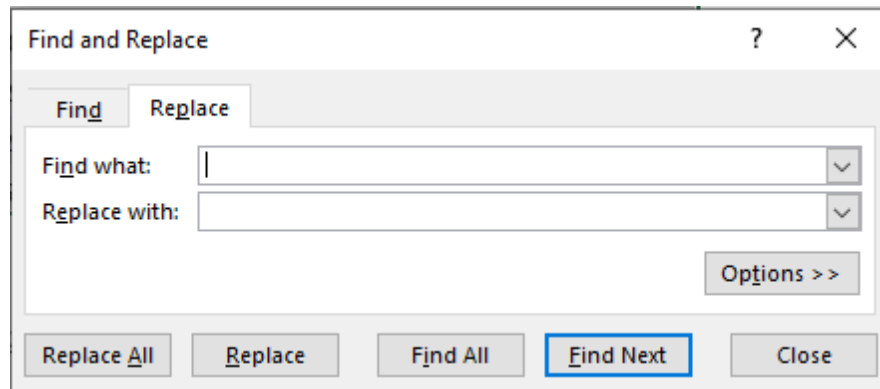 Find and Replace ?
Find Replace
Find what:
Replace with:
Options >>
Replace All Replace Find All Find Next Close